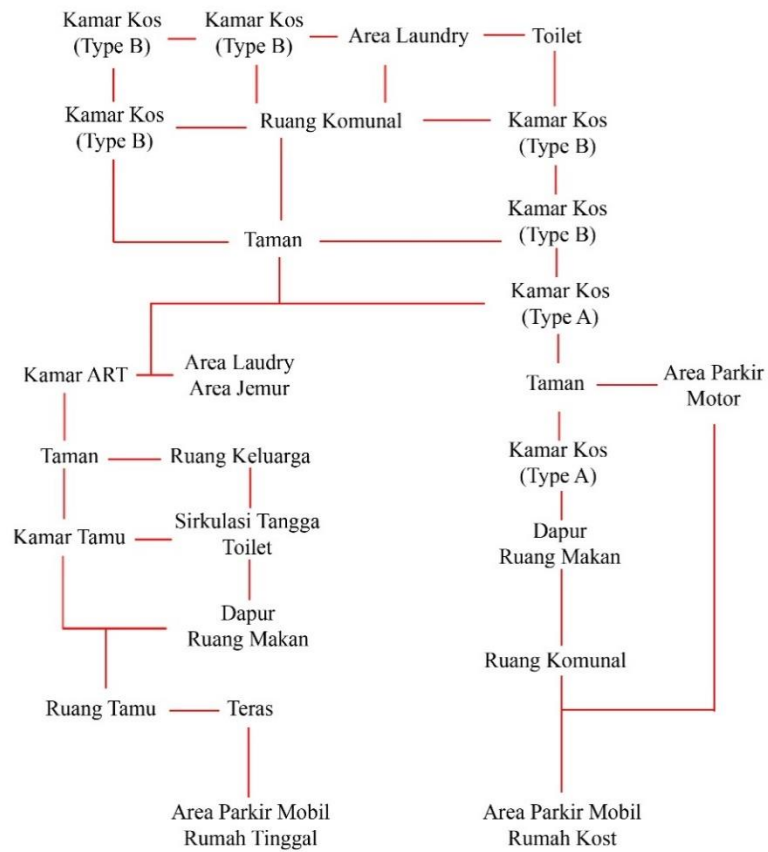 Kamar Kos
(Type B)
Kamar Kos
(Type B)
Area Laundry
Toilet
Kamar Kos
(Type B)
Ruang Komunal
Kamar Kos
(Type B)
Kamar Kos
(Type B)
Taman
Kamar Kos
(Type A)
Kamar ART
Area Laudry
Area Jemur
Taman
Area Parkir
Motor
Taman
Ruang Keluarga
Kamar Kos
(Type A)
Kamar Tamu
Sirkulasi Tangga
Toilet
Dapur
Ruang Makan
Dapur
Ruang Makan
Ruang Komunal
Ruang Tamu
Teras
Area Parkir Mobil
Rumah Tinggal
Area Parkir Mobil
Rumah Kost